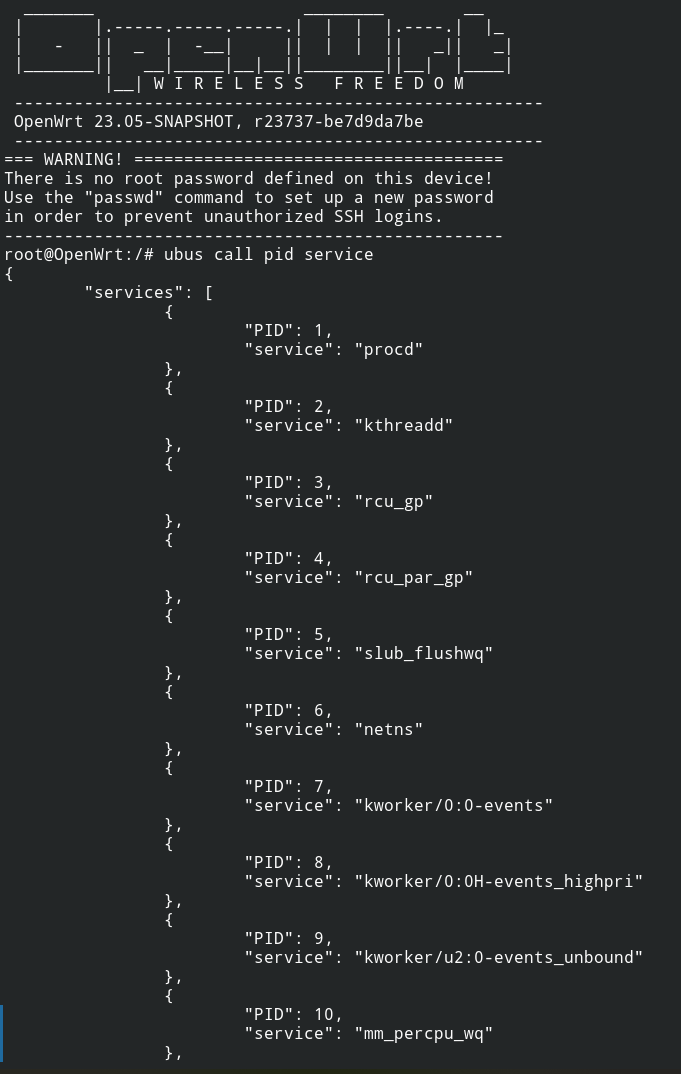 _______                     ________        __
|       |.-----.-----.-----.|  |  |  |.----.|  |_
|   -   ||  _  |  -__|     ||  |  |  ||   _||   _|
|_______||   __|_____|__|__||________||__|  |____|
         |__| W I R E L E S S   F R E E D O M
-----------------------------------------------------
OpenWrt 23.05-SNAPSHOT, r23737-be7d9da7be
-----------------------------------------------------
=== WARNING! =====================================
There is no root password defined on this device!
Use the "passwd" command to set up a new password
in order to prevent unauthorized SSH logins.
--------------------------------------------------
root@OpenWrt:/# ubus call pid service
{
        "services": [
                {
                        "PID": 1,
                        "service": "procd"
                },
                {
                        "PID": 2,
                        "service": "kthreadd"
                },
                {
                        "PID": 3,
                        "service": "rcu_gp"
                },
                {
                        "PID": 4,
                        "service": "rcu_par_gp"
                },
                {
                        "PID": 5,
                        "service": "slub_flushwq"
                },
                {
                        "PID": 6,
                        "service": "netns"
                },
                {
                        "PID": 7,
                        "service": "kworker/0:0-events"
                },
                {
                        "PID": 8,
                        "service": "kworker/0:0H-events_highpri"
                },
                {
                        "PID": 9,
                        "service": "kworker/u2:0-events_unbound"
                },
                {
                        "PID": 10,
                        "service": "mm_percpu_wq"
                },